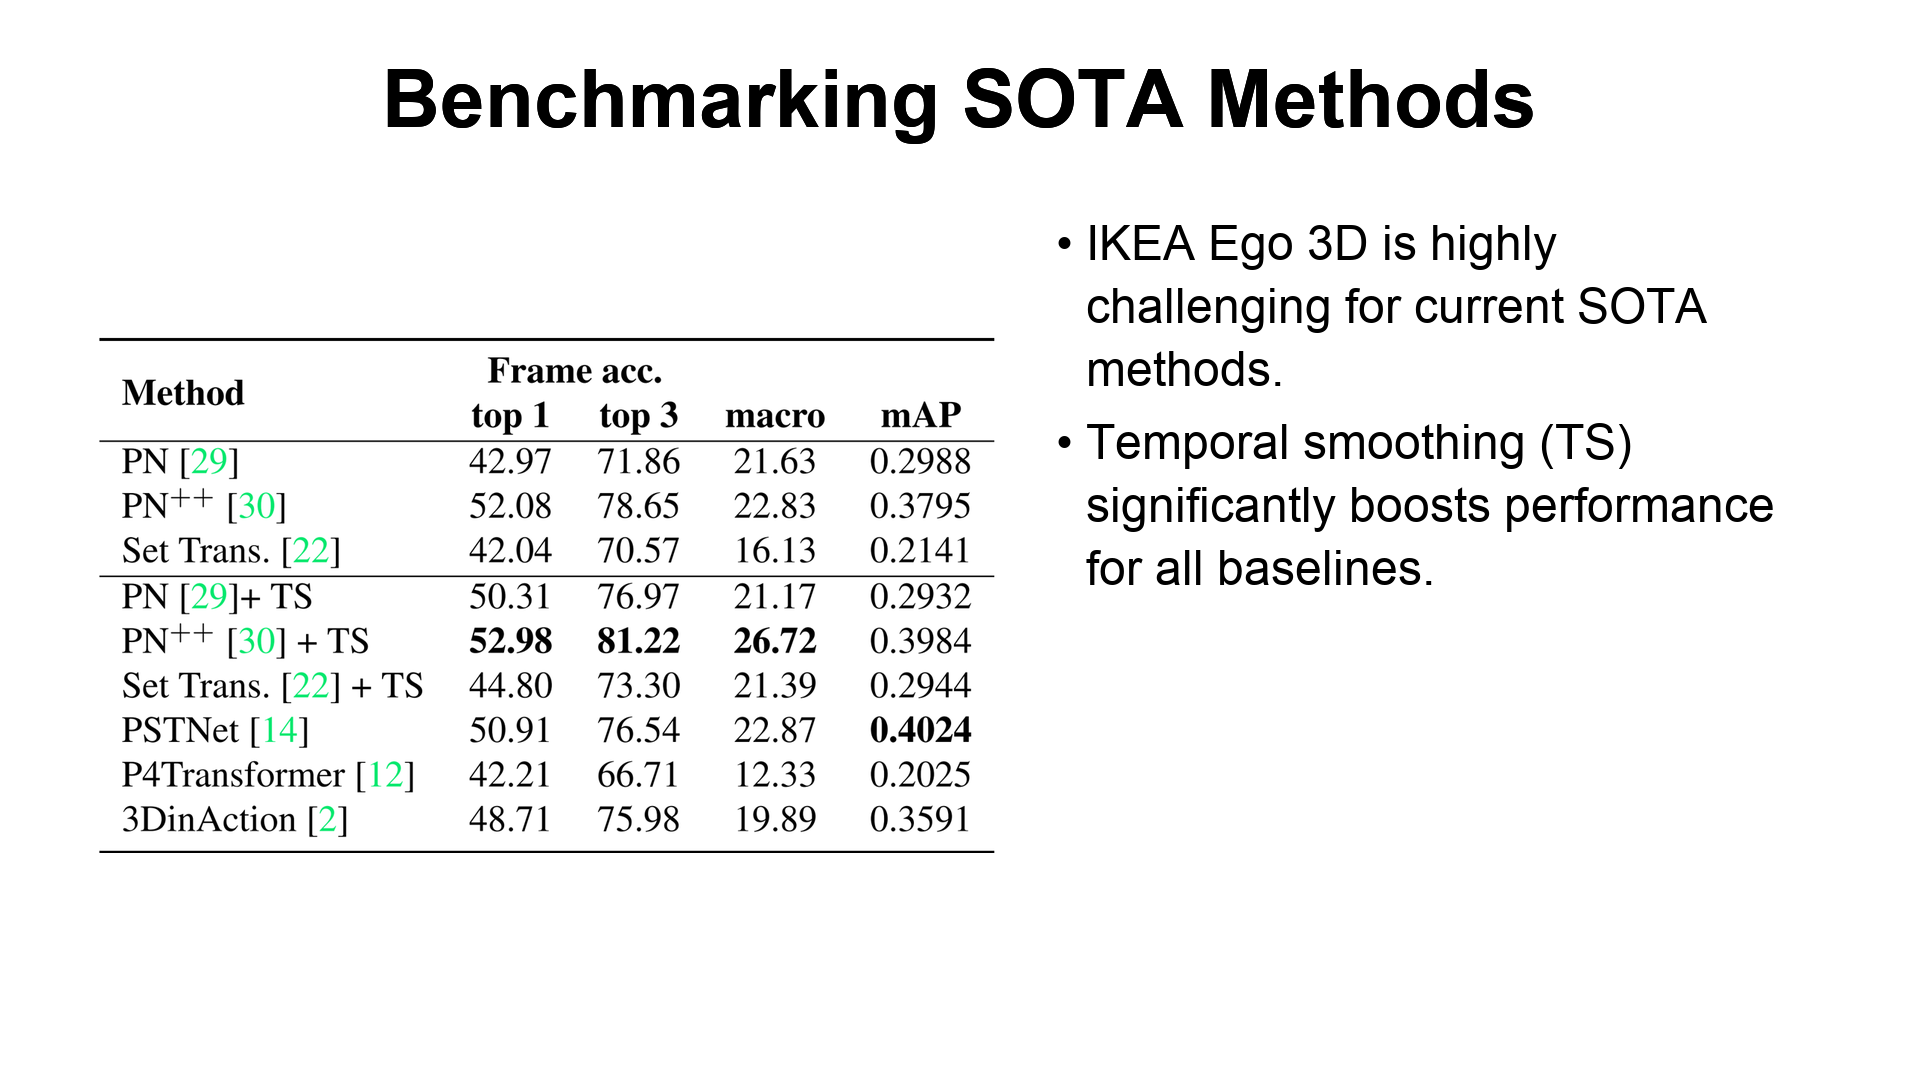 Benchmarking SOTA Methods
Method Frame acc.
top 1 top 3 macro mAP
PN [29] 42.97 71.86 21.63 0.2988
PN++ [30] 52.08 78.65 22.83 0.3795
Set Trans. [22] 42.04 70.57 16.13 0.2141
PN [29]+ TS 50.31 76.97 21.17 0.2932
PN++ [30] + TS 52.98 81.22 26.72 0.3984
Set Trans. [22] + TS 44.80 73.30 21.39 0.2944
PSTNet [14] 50.91 76.54 22.87 0.4024
P4Transformer [12] 42.21 66.71 12.33 0.2025
3DinAction [2] 48.71 75.98 19.89 0.3591
• IKEA Ego 3D is highly
challenging for current SOTA
methods.
• Temporal smoothing (TS)
significantly boosts performance
for all baselines.